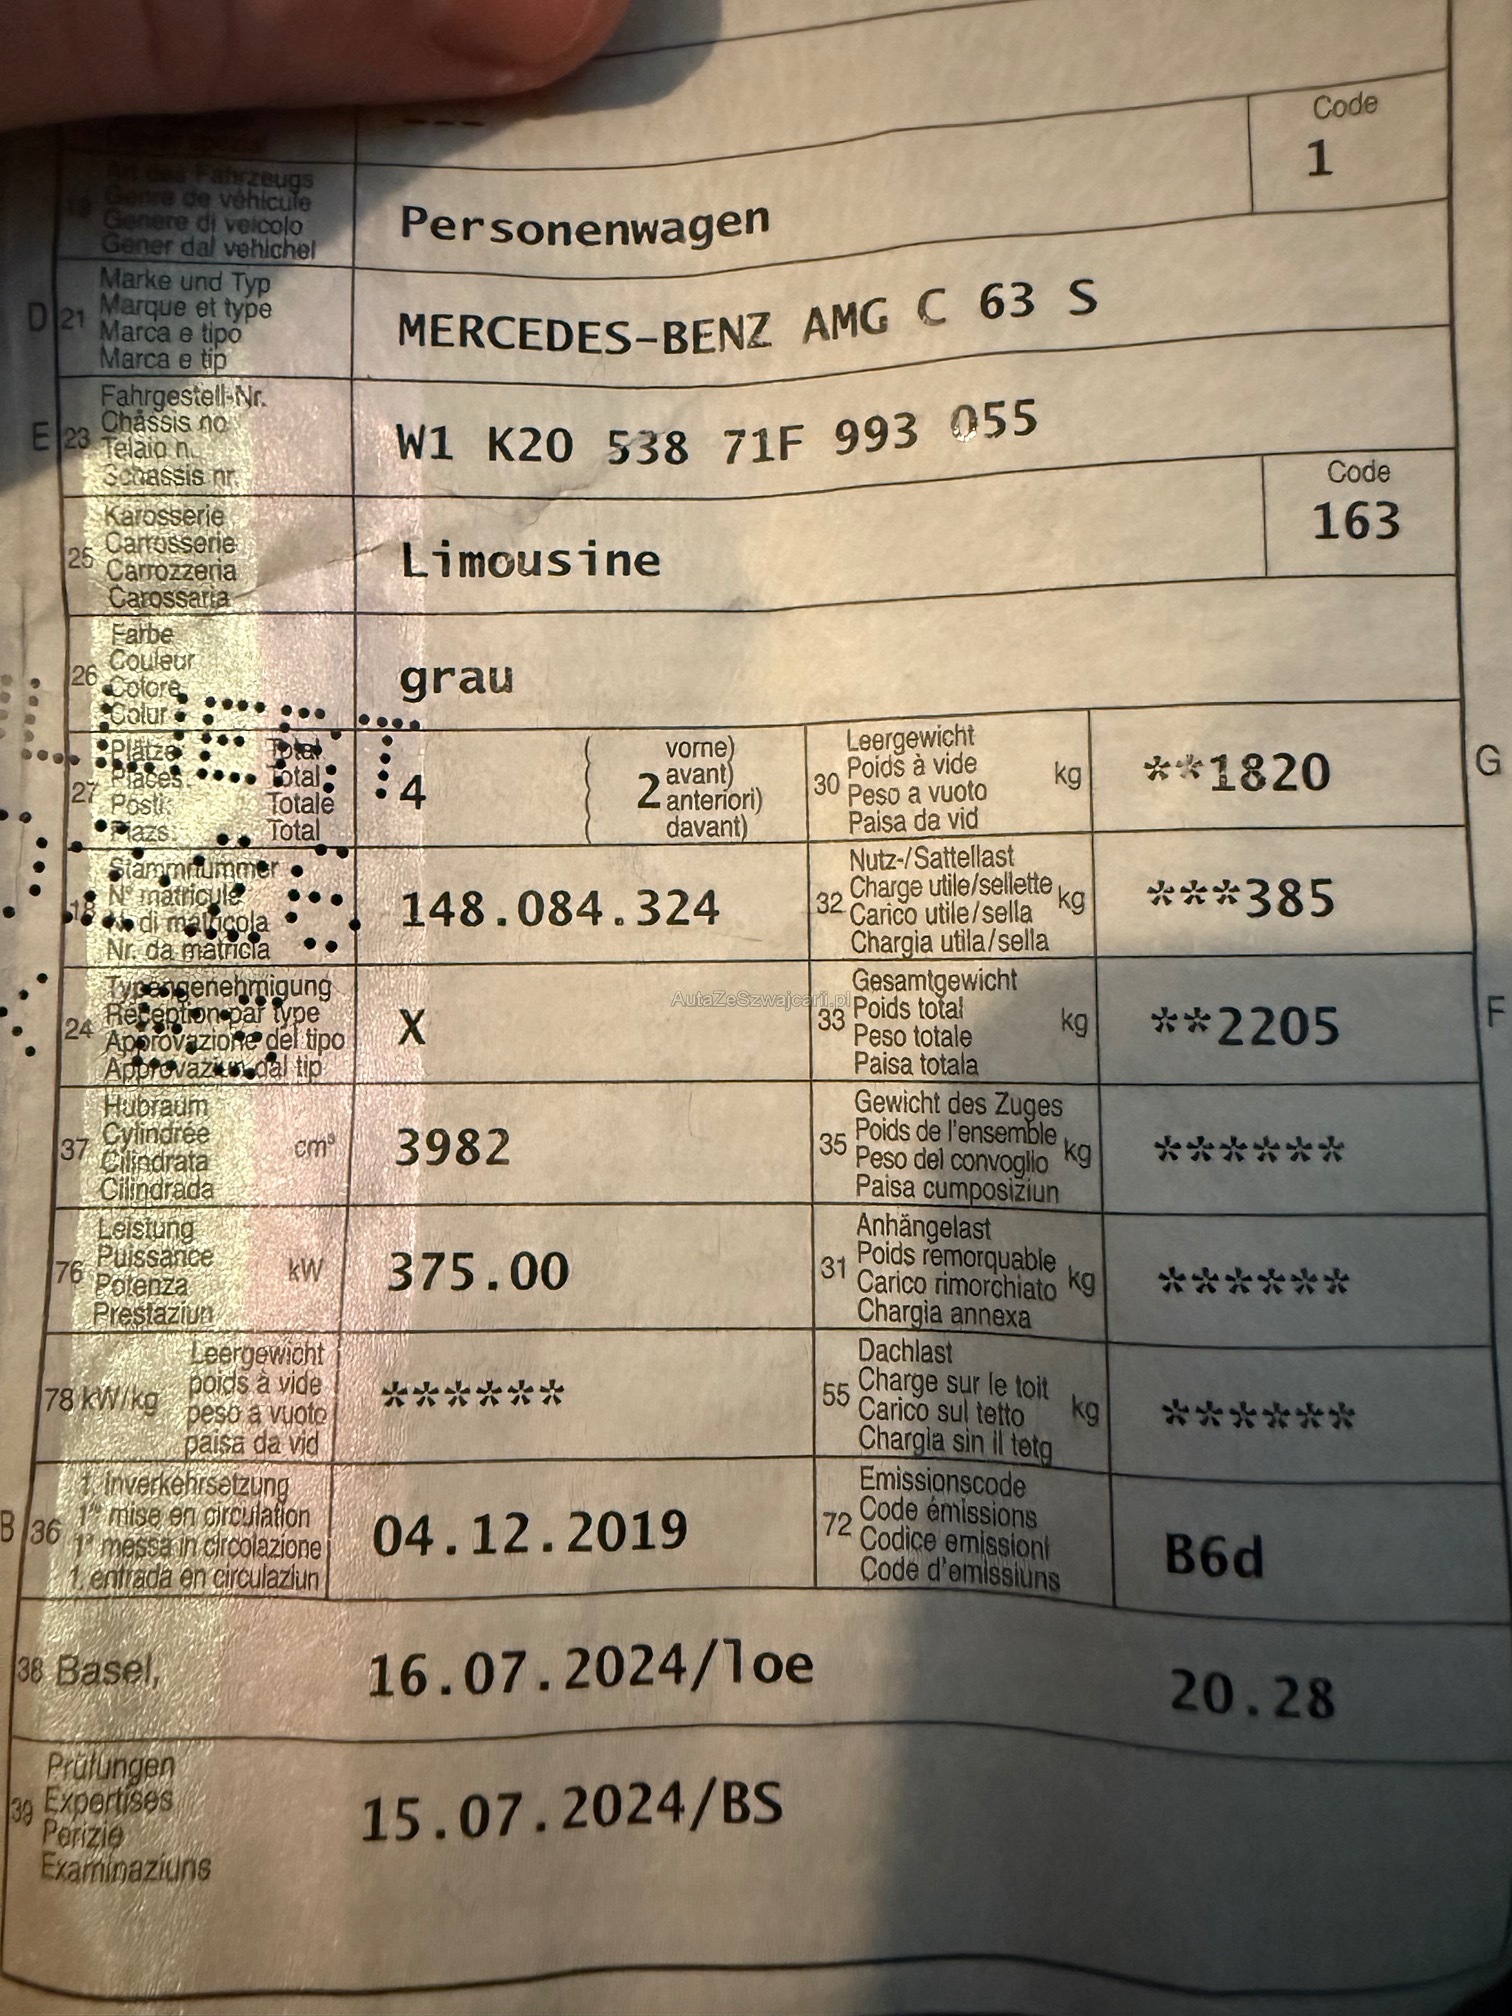 Code
1
Art des Fahrzeugs
Genre de véhicule
Genere di veicolo
Gener dal vehichel
19
Personenwagen
D 21
Marke und Typ
Marque et type
Marca e tipo
Marca e tip
MERCEDES-BENZ AMG C 63 S
E 23
Fahrgestell-Nr.
Châssis no
Telaio n.
Schassis nr.
W1 K20 538 71F 993 055
25
Karosserie
Carrosserie
Carrozzeria
Carossaria
Limousine
Code
163
26
Farbe
Couleur
Colore
Colur
grau
27
Plätze Total
Places Total
Posti Totale
Plazs Total
4
2
vorne)
avant)
anteriori)
davant)
30
Leergewicht
Poids à vide
Peso a vuoto
Paisa da vid
kg
**1820
G
18
Stammnummer
N° matricule
N. di matricola
Nr. da matricla
148.084.324
32
Nutz-/Sattellast
Charge utile/sellette
Carico utile/sella
Chargia utila/sella
kg
***385
24
Typengenehmigung
Réception par type
Approvazione del tipo
Approvaziun dal tip
X
33
Gesamtgewicht
Poids total
Peso totale
Paisa totala
kg
**2205
F
AutaZeSzwajcarii.pl
37
Hubraum
Cylindrée
Cilindrata
Cilindrada
cm³
3982
35
Gewicht des Zuges
Poids de l'ensemble
Peso del convoglio
Paisa cumposiziun
kg
******
76
Leistung
Puissance
Potenza
Prestaziun
kW
375.00
31
Anhängelast
Poids remorquable
Carico rimorchiato
Chargia annexa
kg
******
78 kW/kg
Leergewicht
poids à vide
peso a vuoto
paisa da vid
******
55
Dachlast
Charge sur le toit
Carico sul tetto
Chargia sin il tetg
kg
******
B 36
1. Inverkehrsetzung
1re mise en circulation
1a messa in circolazione
1. entrada en circulaziun
04.12.2019
72
Emissionscode
Code émissions
Codice emissioni
Code d'emissiuns
B6d
38 Basel,
16.07.2024/loe
20.28
39
Prüfungen
Expertises
Perizie
Examinaziuns
15.07.2024/BS